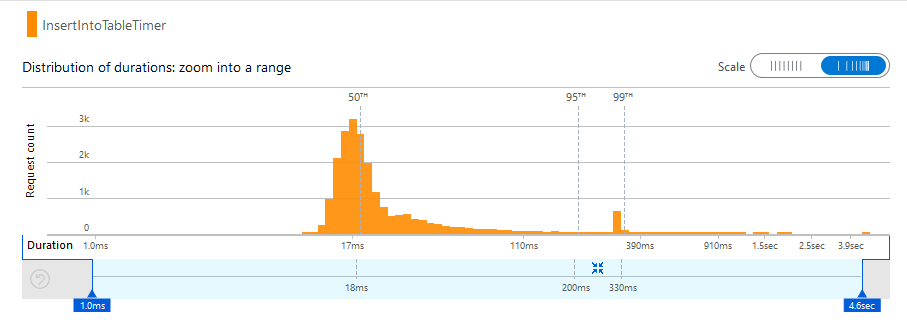 InsertIntoTableTimer
Distribution of durations: zoom into a range
Scale
50TH 95TH 99TH
Request count
3k
2k
1k
0
Duration 1.0ms 17ms 110ms 390ms 910ms 1.5sec 2.5sec 3.9sec
18ms 200ms 330ms
1.0ms 4.6sec